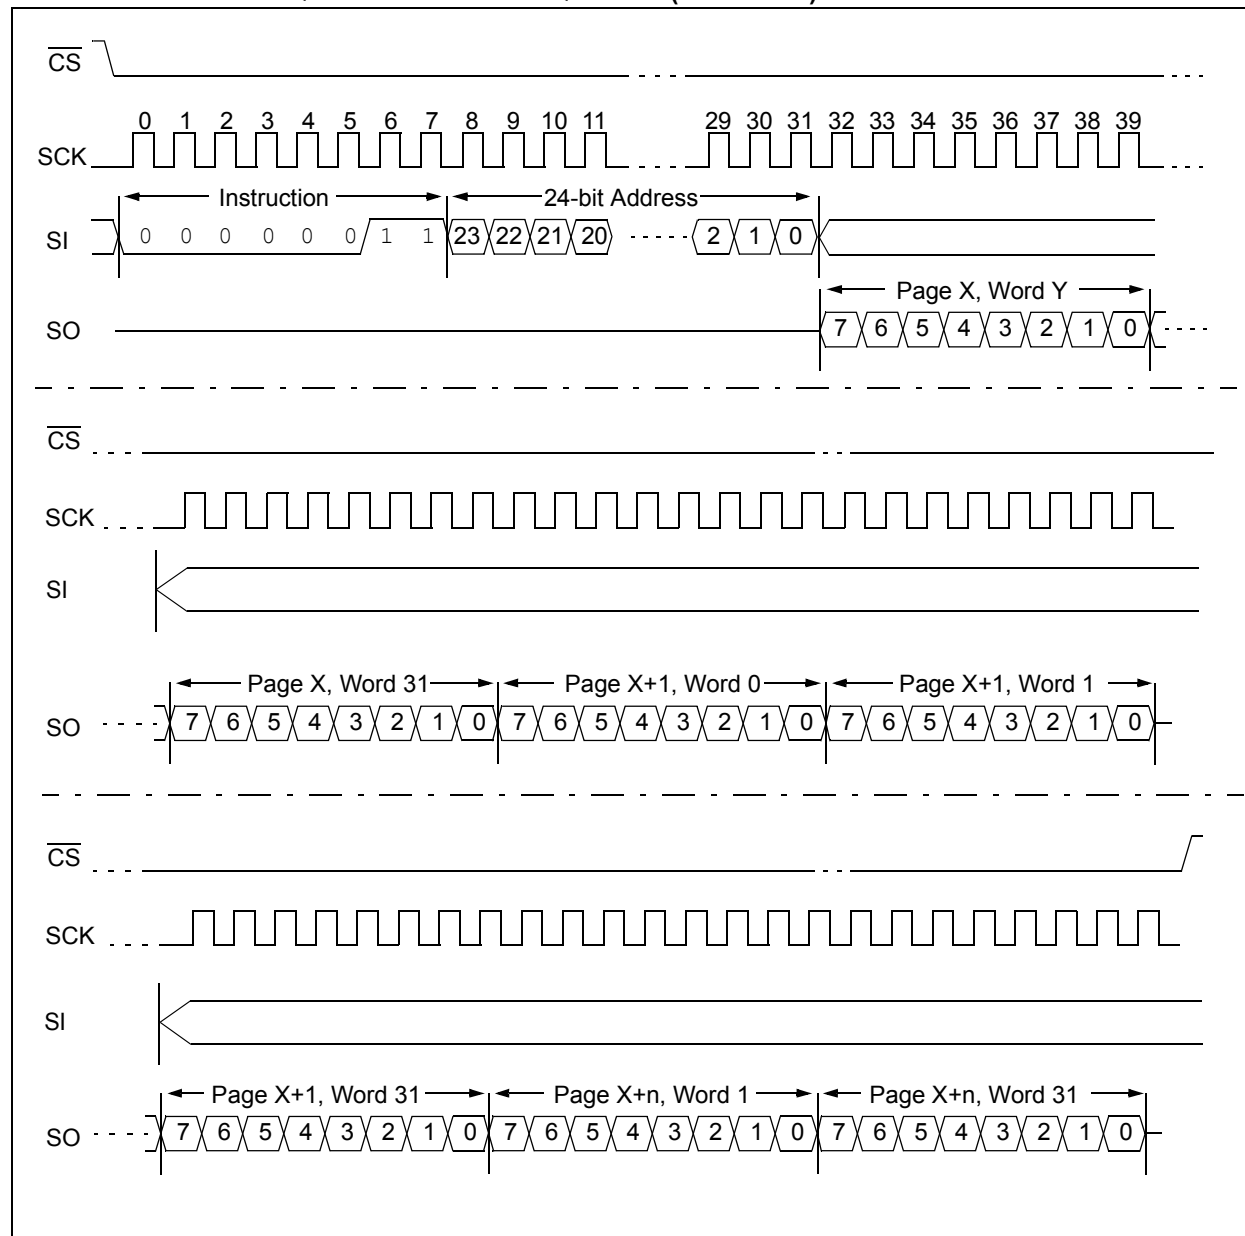 CS
0 1 2 3 4 5 6 7 8 9 10 11 29 30 31 32 33 34 35 36 37 38 39
SCK
Instruction 24-bit Address
SI 0 0 0 0 0 0 1 1 23 22 21 20 2 1 0
Page X, Word Y
SO 7 6 5 4 3 2 1 0
CS
SCK
SI
Page X, Word 31 Page X+1, Word 0 Page X+1, Word 1
SO 7 6 5 4 3 2 1 0 7 6 5 4 3 2 1 0 7 6 5 4 3 2 1 0
CS
SCK
SI
Page X+1, Word 31 Page X+n, Word 1 Page X+n, Word 31
SO 7 6 5 4 3 2 1 0 7 6 5 4 3 2 1 0 7 6 5 4 3 2 1 0